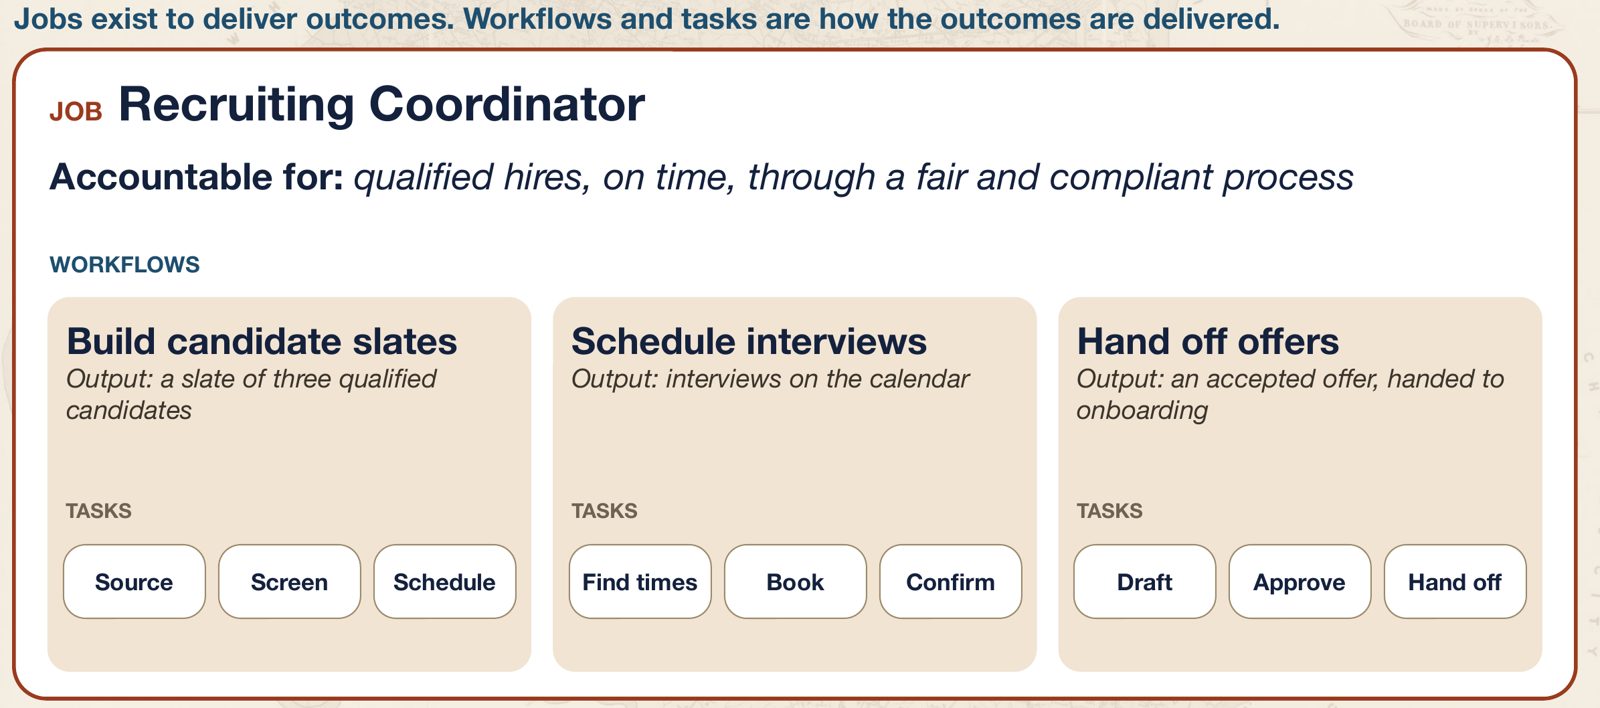 Jobs exist to deliver outcomes. Workflows and tasks are how the outcomes are delivered.
BOARD OF SUPERVISORS
JOB Recruiting Coordinator
Accountable for: qualified hires, on time, through a fair and compliant process
WORKFLOWS
Build candidate slates
Output: a slate of three qualified
candidates
TASKS
Source
Screen
Schedule
Schedule interviews
Output: interviews on the calendar
TASKS
Find times
Book
Confirm
Hand off offers
Output: an accepted offer, handed to
onboarding
TASKS
Draft
Approve
Hand off